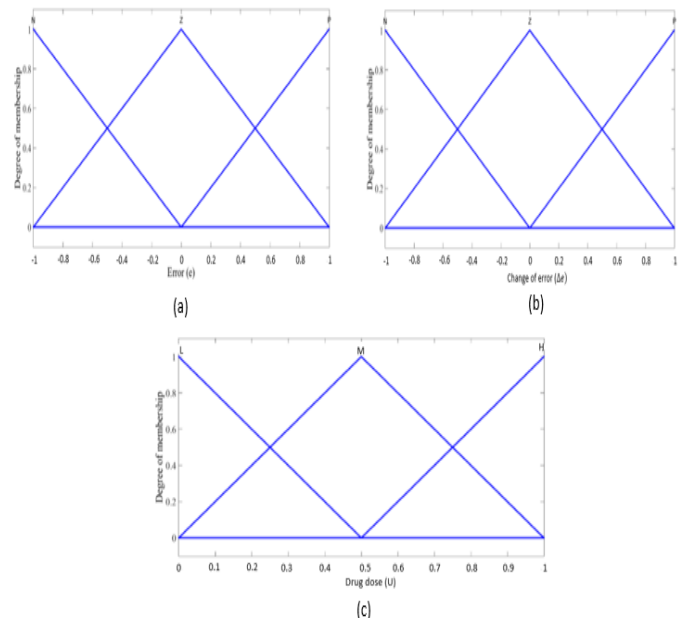 N Z P
1
0.8
0.6
0.4
0.2
0
Degree of membership
-1 -0.8 -0.6 -0.4 -0.2 0 0.2 0.4 0.6 0.8 1
Error (e)
(a)
N Z P
1
0.8
0.6
0.4
0.2
0
Degree of membership
-1 -0.8 -0.6 -0.4 -0.2 0 0.2 0.4 0.6 0.8 1
Change of error (Δe)
(b)
L M H
1
0.8
0.6
0.4
0.2
0
Degree of membership
0 0.1 0.2 0.3 0.4 0.5 0.6 0.7 0.8 0.9 1
Drug dose (U)
(c)